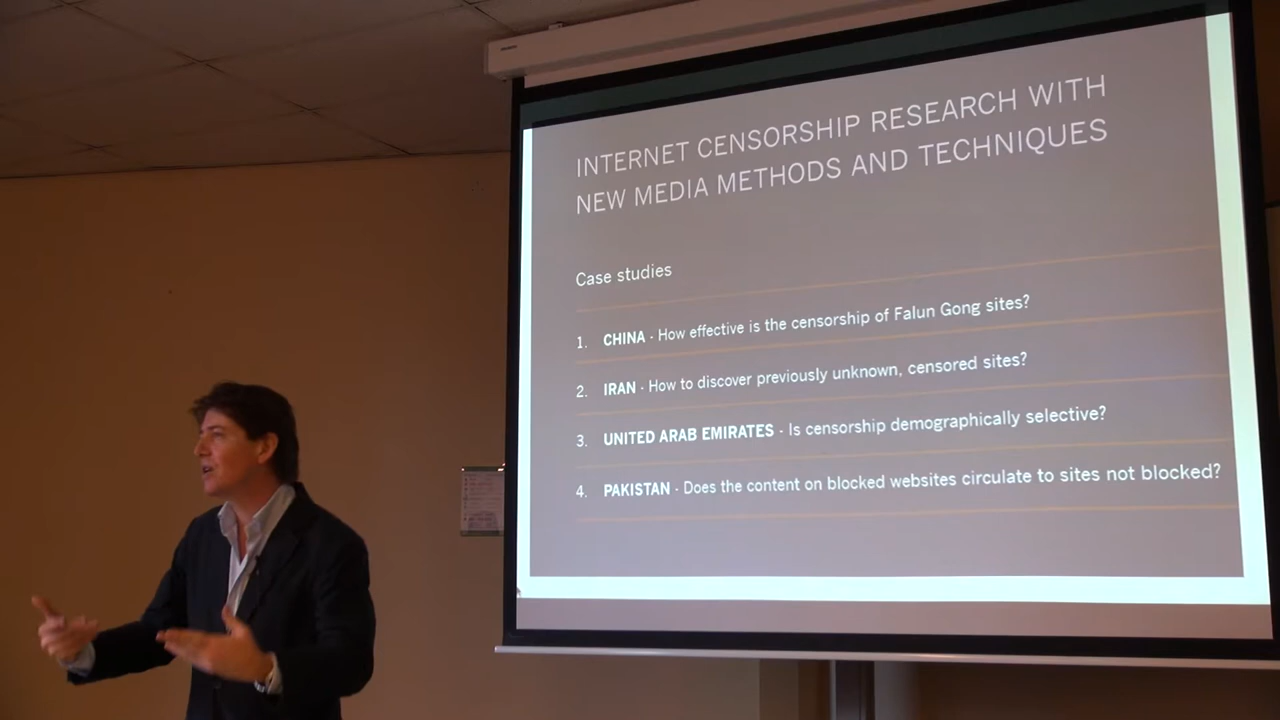 INTERNET CENSORSHIP RESEARCH WITH
NEW MEDIA METHODS AND TECHNIQUES
Case studies
1. CHINA - How effective is the censorship of Falun Gong sites?
2. IRAN - How to discover previously unknown, censored sites?
3. UNITED ARAB EMIRATES - Is censorship demographically selective?
4. PAKISTAN - Does the content on blocked websites circulate to sites not blocked?